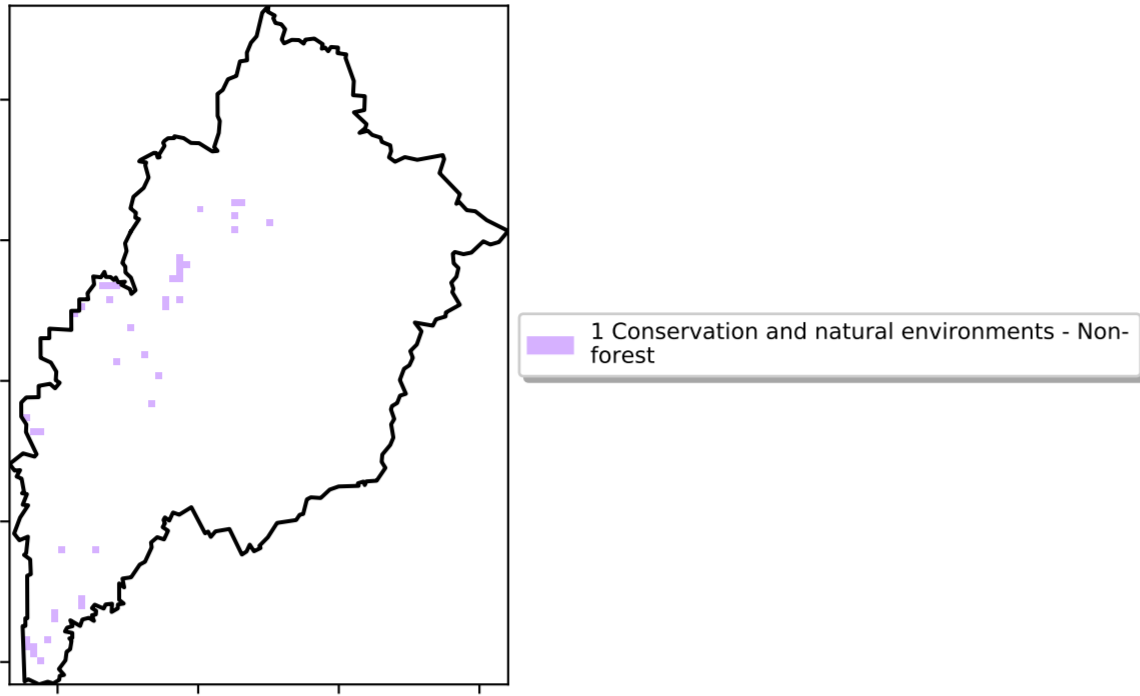 1 Conservation and natural environments - Non-
forest